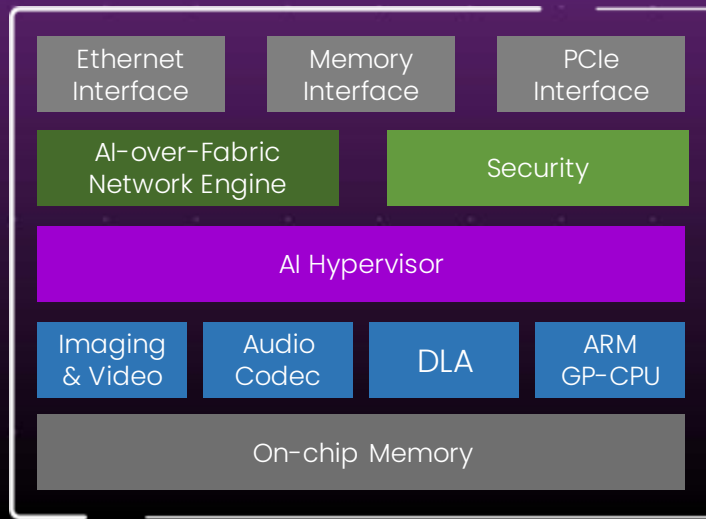 Ethernet
Interface
Memory
Interface
PCIe
Interface
AI-over-Fabric
Network Engine
Security
AI Hypervisor
Imaging
& Video
Audio
Codec
DLA
ARM
GP-CPU
On-chip Memory